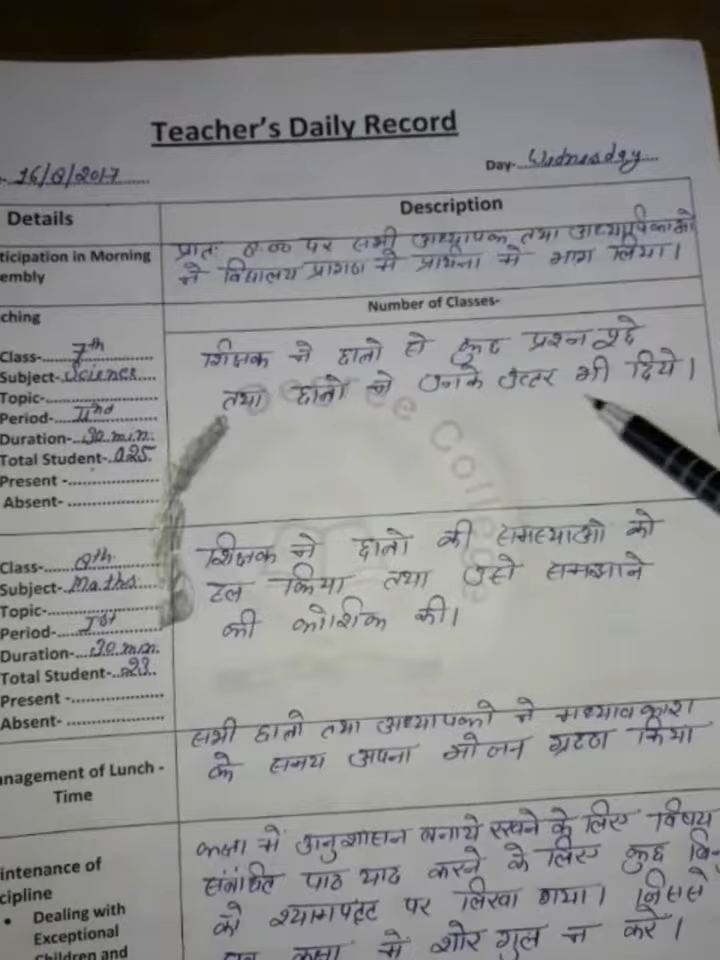 Teacher's Daily Record
16/8/2017
Day- Wednesday
Details
Description
ticipation in Morning
embly
प्रातः 8:00 पर सभी अध्यापक तथा अध्यापिकाओ
ने विद्यालय प्रागण मे प्रार्थना मे भाग लिया।
ching
Number of Classes-
Class- 7th
Subject- Science
Topic-
Period- IInd
Duration- 30 min.
Total Student- 025
Present -
Absent-
शिक्षक ने छात्रो से कुछ प्रश्न पूछे
तथा छात्रो ने उनके उत्तर भी दिये।
Degree College
Class- 8th
Subject- Maths
Topic-
Period- Ist
Duration- 30 min.
Total Student- 23
Present -
Absent-
शिक्षक ने छात्रो की समस्याओ को
हल किया तथा उसे समझाने
की कोशिक की।
nagement of Lunch -
Time
सभी छात्रो तथा अध्यापको ने मध्यावकाश
के समय अपना भोजन ग्रहण किया
intenance of
cipline
• Dealing with
Exceptional
Children and
कक्षा में अनुशासन बनाये रखने के लिए विषय
संबंधित पाठ याद करने के लिए कुछ
को श्यामपट्ट पर लिखा गया। जिससे
कक्षा में शोर गुल न करें।